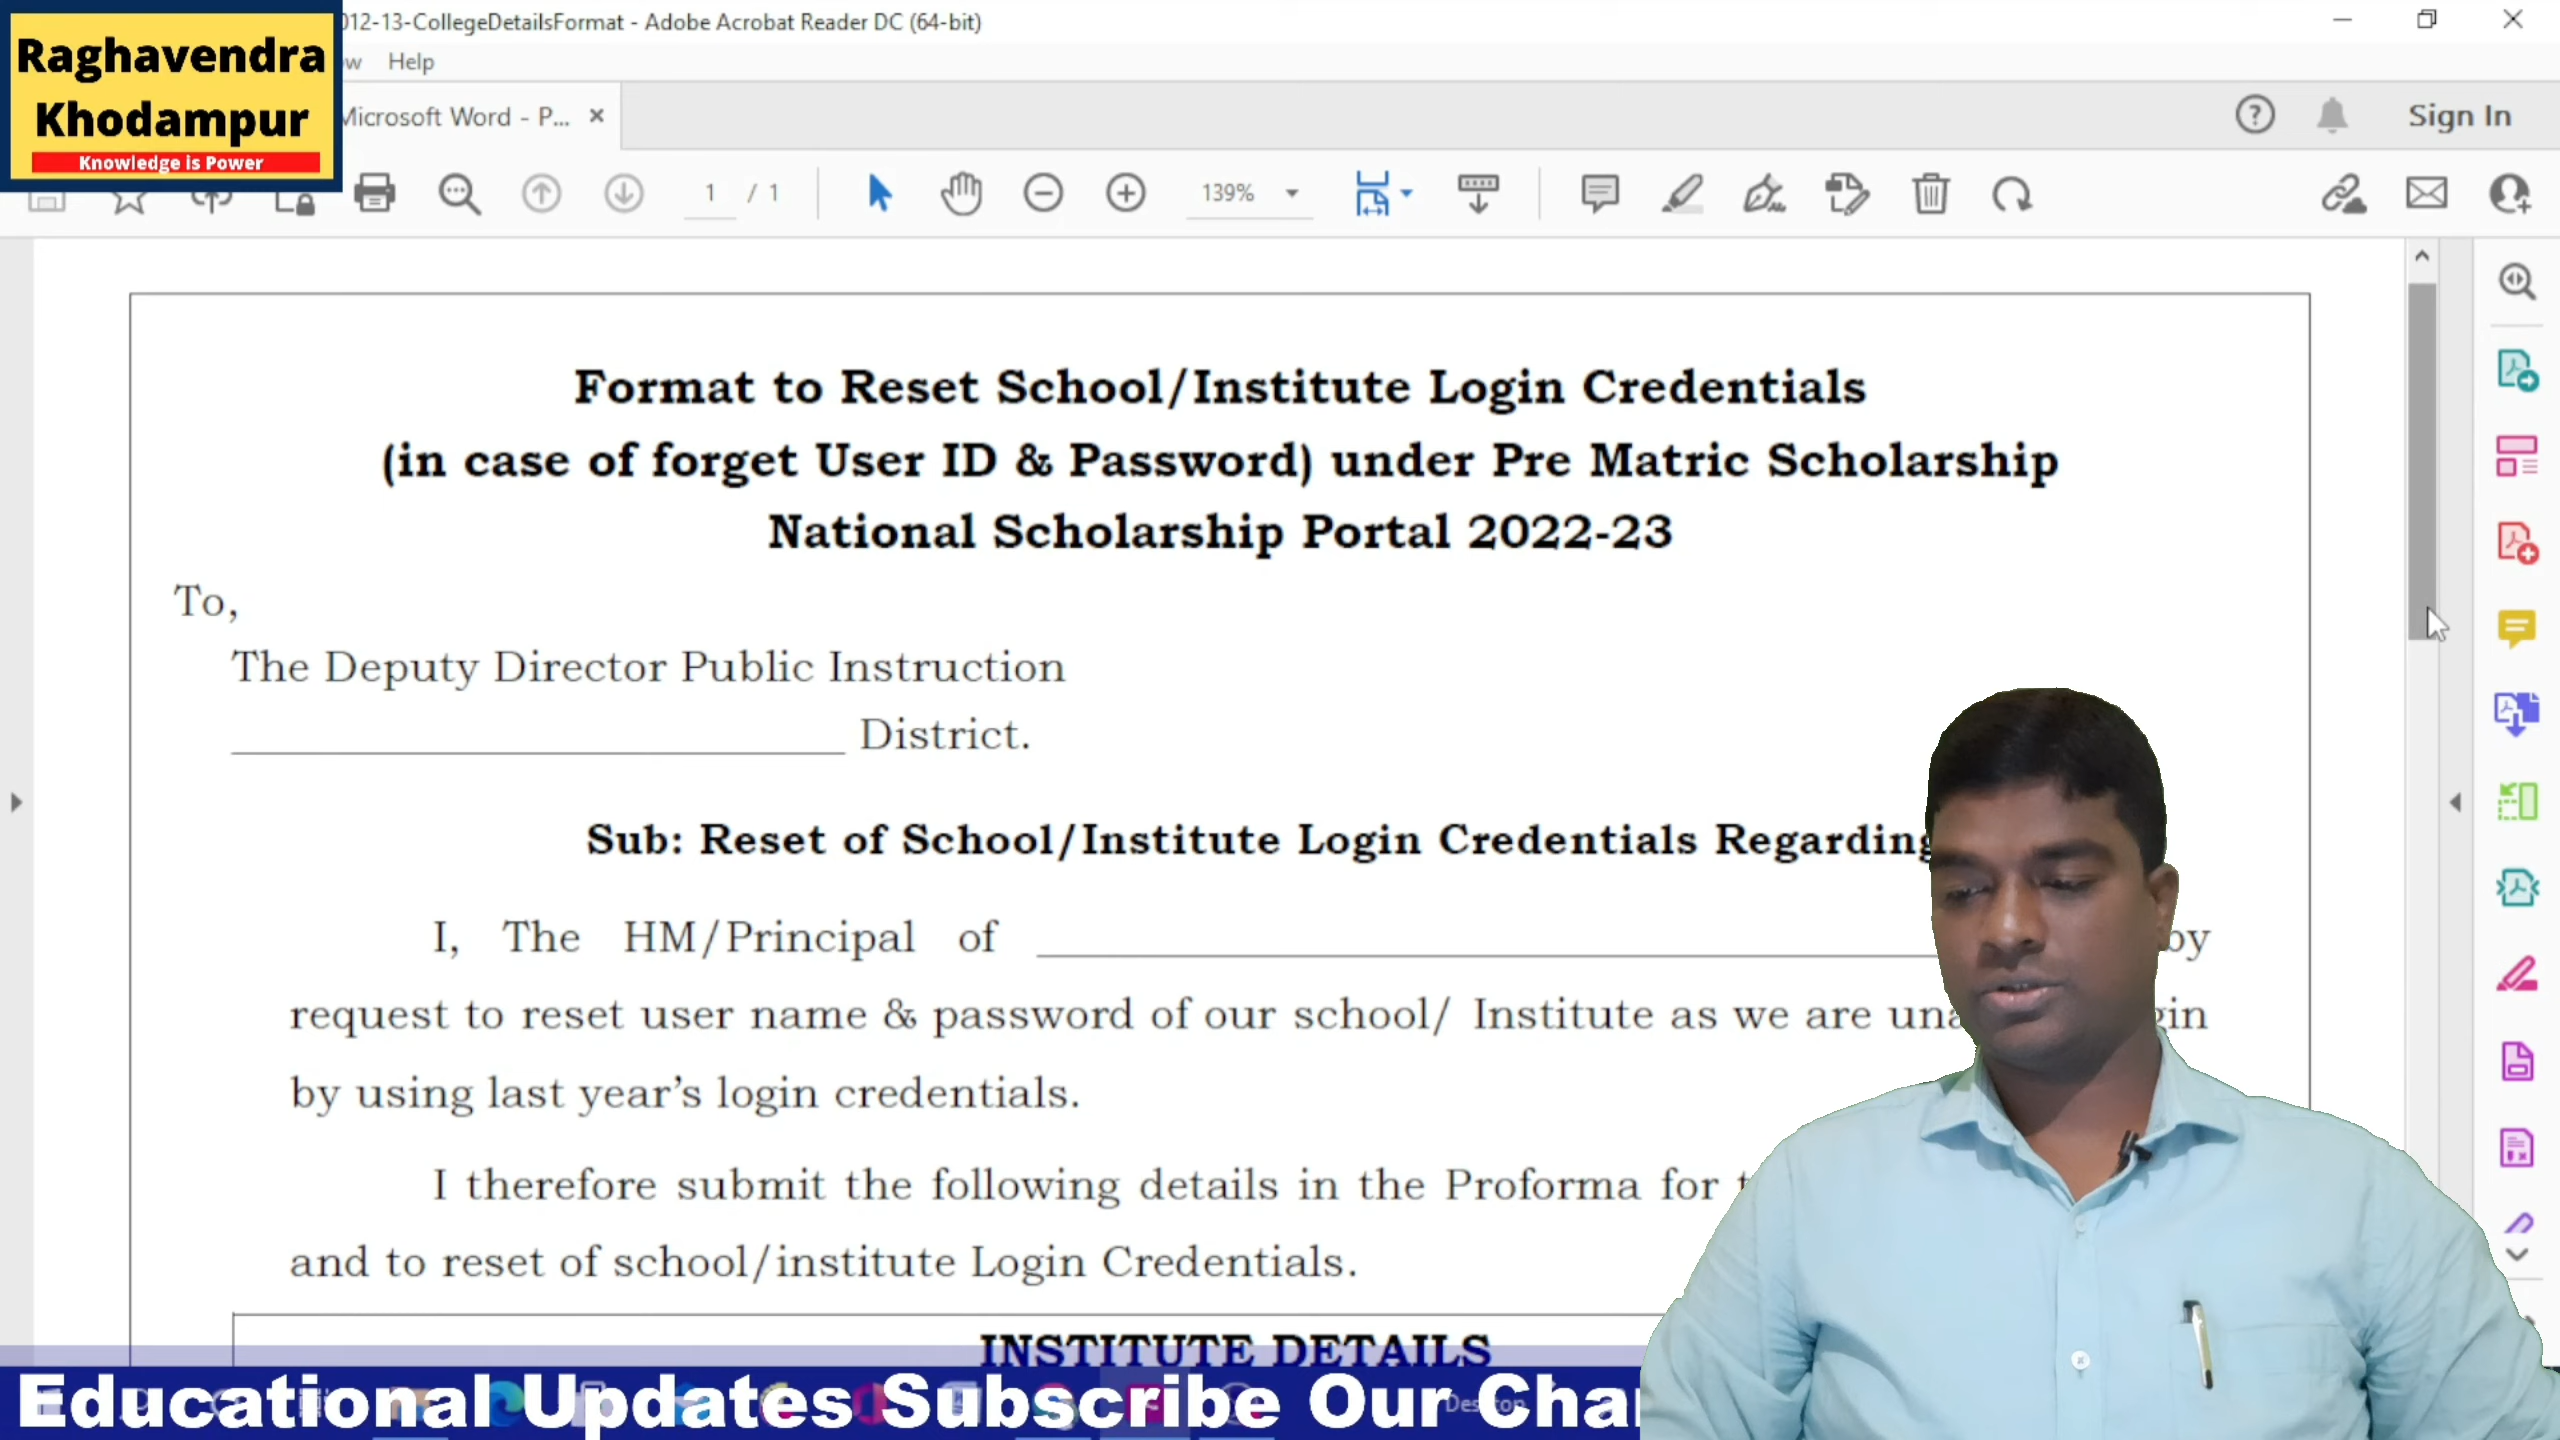 Raghavendra
Khodampur
Knowledge is Power
012-13-CollegeDetailsFormat - Adobe Acrobat Reader DC (64-bit)
Help
Microsoft Word - P...
Sign In
1 / 1
139%
Format to Reset School/Institute Login Credentials
(in case of forget User ID & Password) under Pre Matric Scholarship
National Scholarship Portal 2022-23
To,
The Deputy Director Public Instruction
District.
Sub: Reset of School/Institute Login Credentials Regarding
I, The HM/Principal of by
request to reset user name & password of our school/ Institute as we are
by using last year's login credentials.
I therefore submit the following details in the Proforma for
and to reset of school/institute Login Credentials.
INSTITUTE DETAILS
Educational Updates Subscribe Our Cha
Desktop